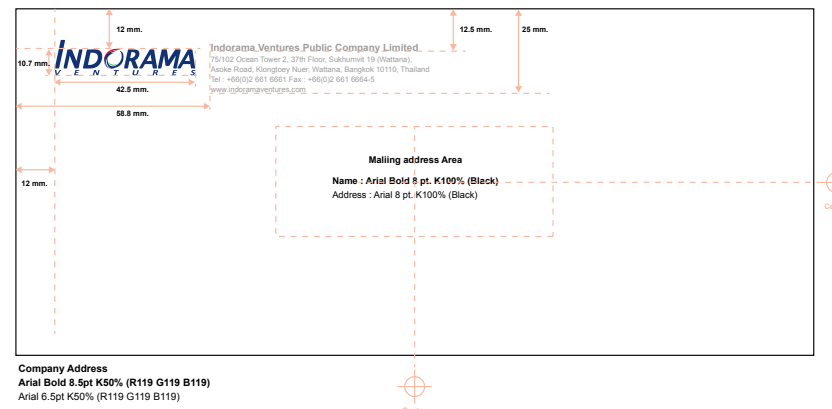 12 mm.
12.5 mm.
25 mm.
INDORAMA
VENTURES
10.7 mm.
42.5 mm.
58.8 mm.
Indorama Ventures Public Company Limited
75/102 Ocean Tower 2, 37th Floor, Sukhumvit 19 (Wattana),
Asoke Road, Klongtoey Nuer, Wattana, Bangkok 10110, Thailand
Tel : +66(0)2 661 6661 Fax : +66(0)2 661 6664-5
www.indoramaventures.com
Maliing address Area
12 mm.
Name : Arial Bold 8 pt. K100% (Black)
Address : Arial 8 pt. K100% (Black)
Company Address
Arial Bold 8.5pt K50% (R119 G119 B119)
Arial 6.5pt K50% (R119 G119 B119)